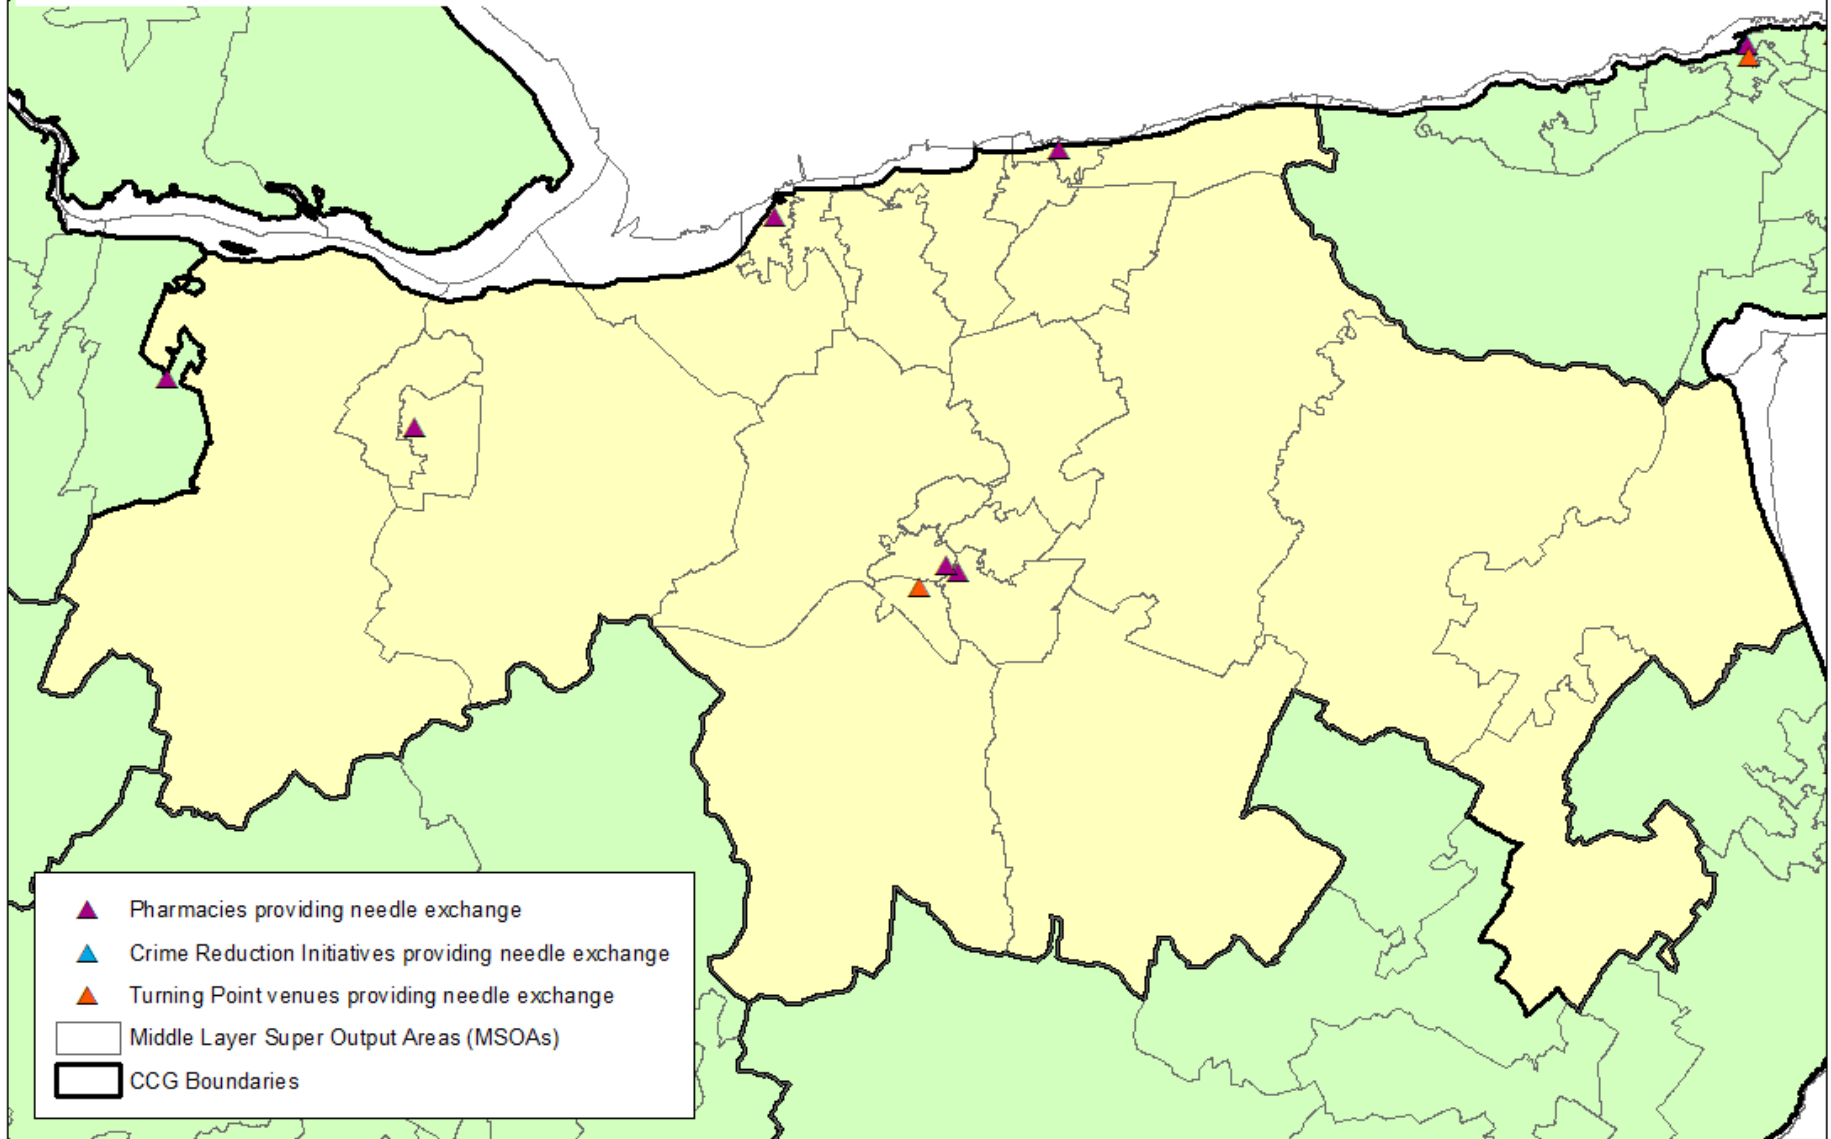 Pharmacies providing needle exchange
Crime Reduction Initiatives providing needle exchange
Turning Point venues providing needle exchange
Middle Layer Super Output Areas (MSOAs)
CCG Boundaries